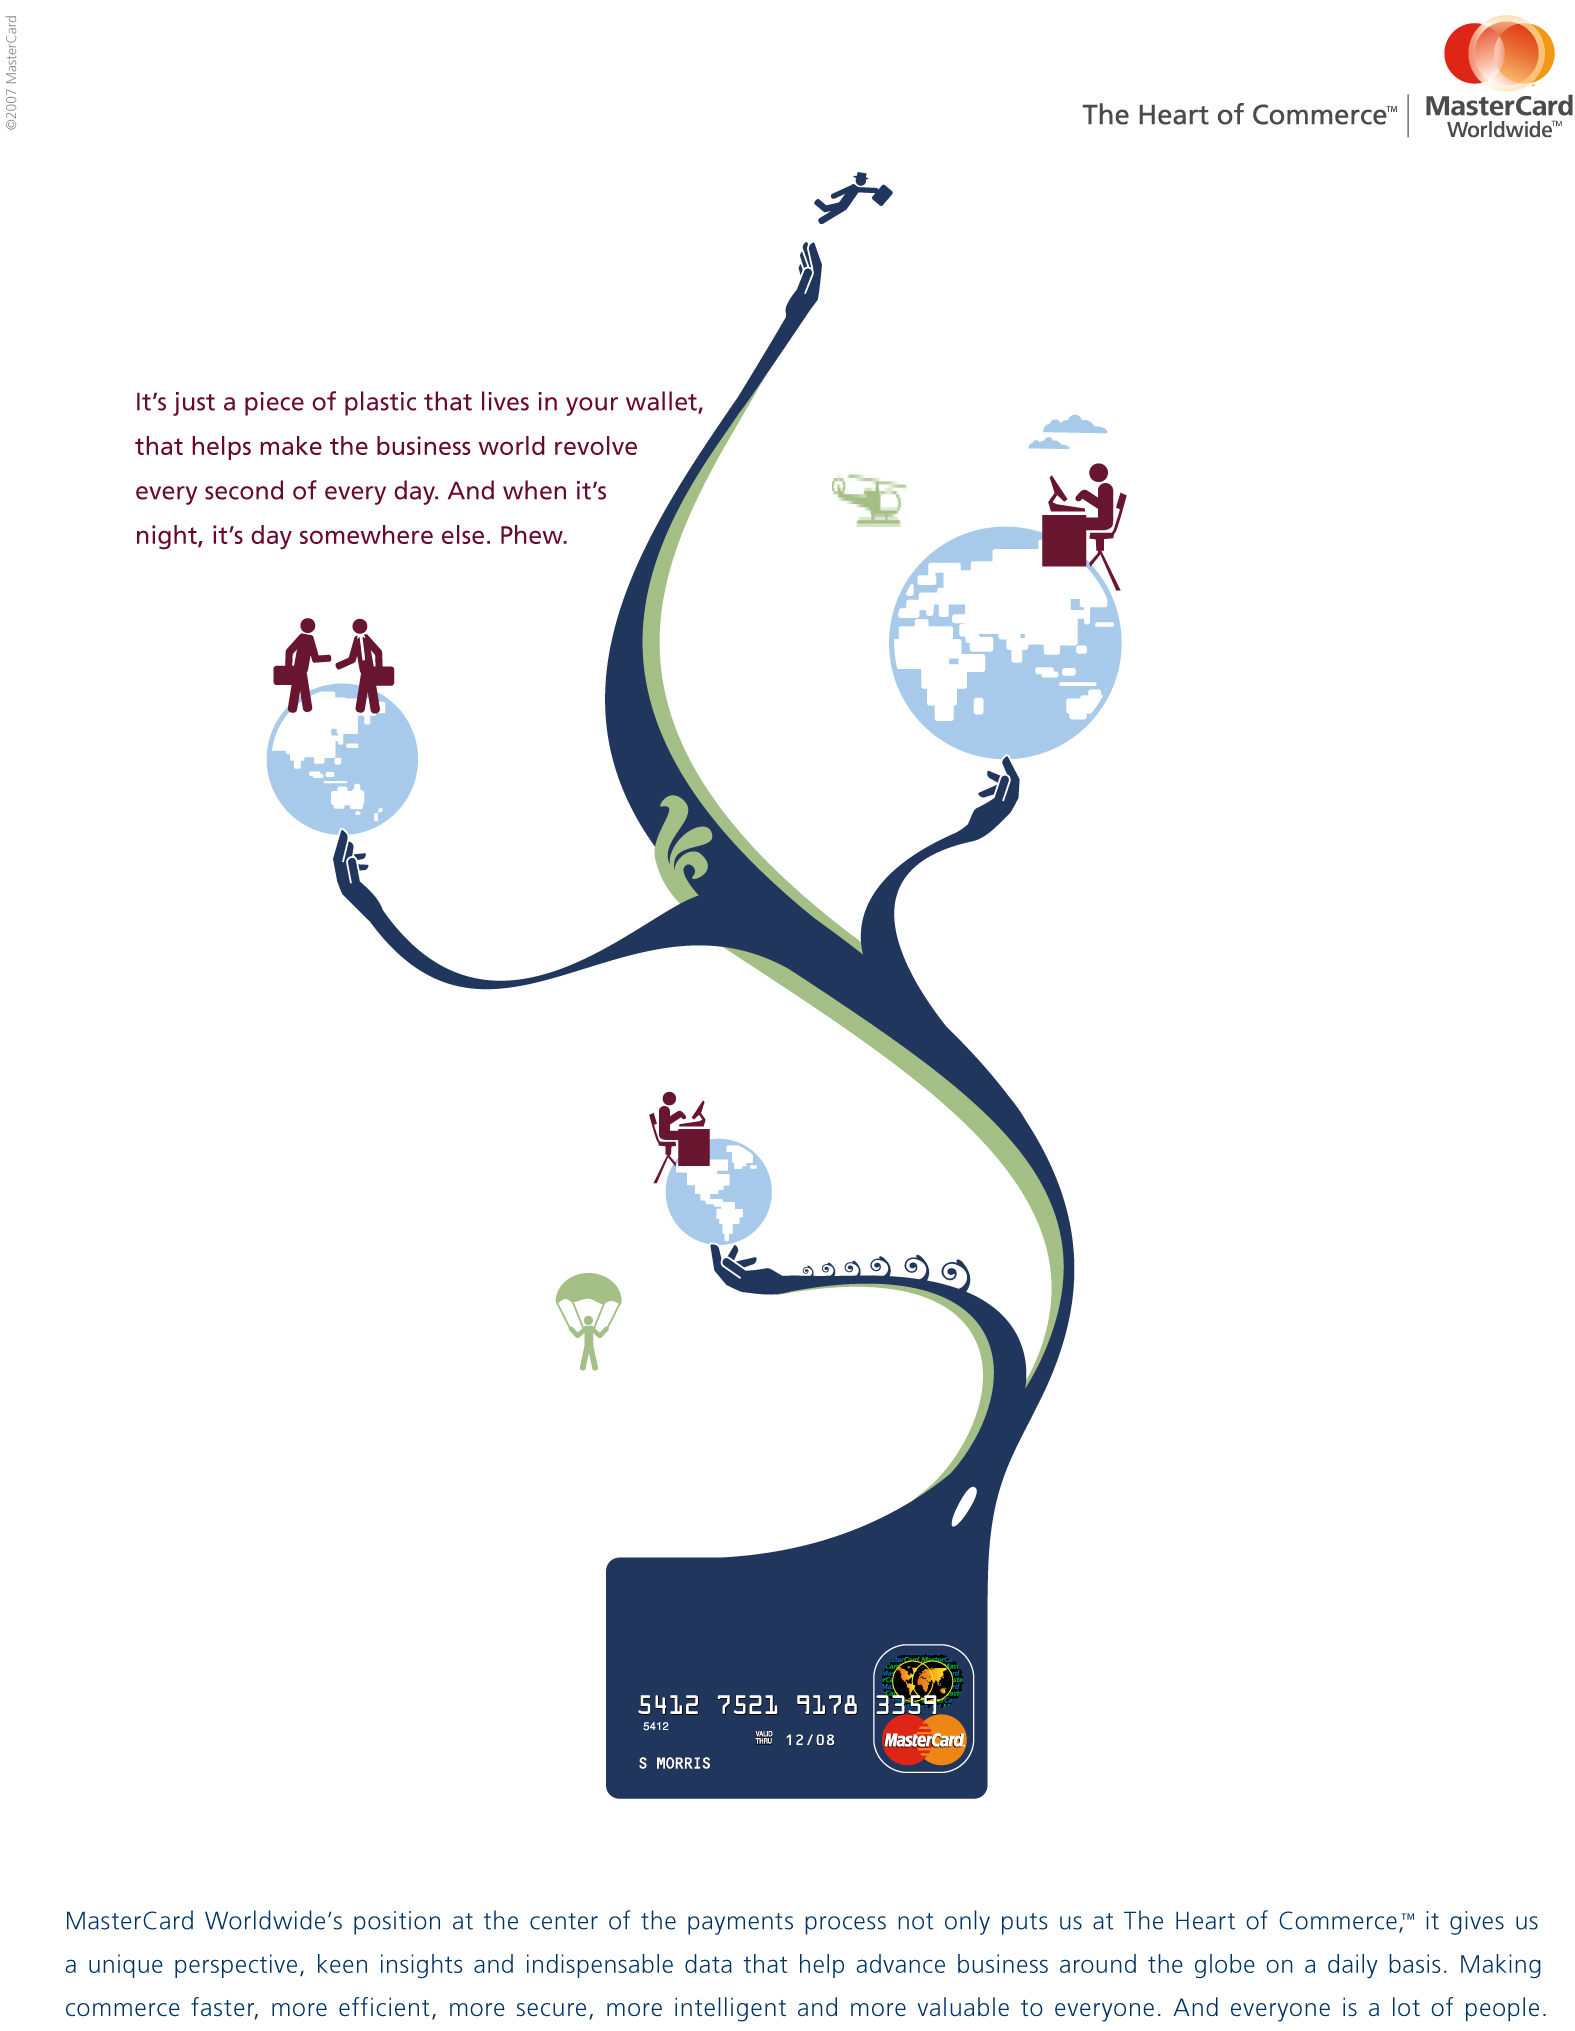 ©2007 MasterCard
The Heart of Commerce™
MasterCard
Worldwide™
It's just a piece of plastic that lives in your wallet,
that helps make the business world revolve
every second of every day. And when it's
night, it's day somewhere else. Phew.
5412 7521 9178 3359
5412
VALID
THRU 12/08
MasterCard
S MORRIS
MasterCard Worldwide's position at the center of the payments process not only puts us at The Heart of Commerce,™ it gives us
a unique perspective, keen insights and indispensable data that help advance business around the globe on a daily basis. Making
commerce faster, more efficient, more secure, more intelligent and more valuable to everyone. And everyone is a lot of people.